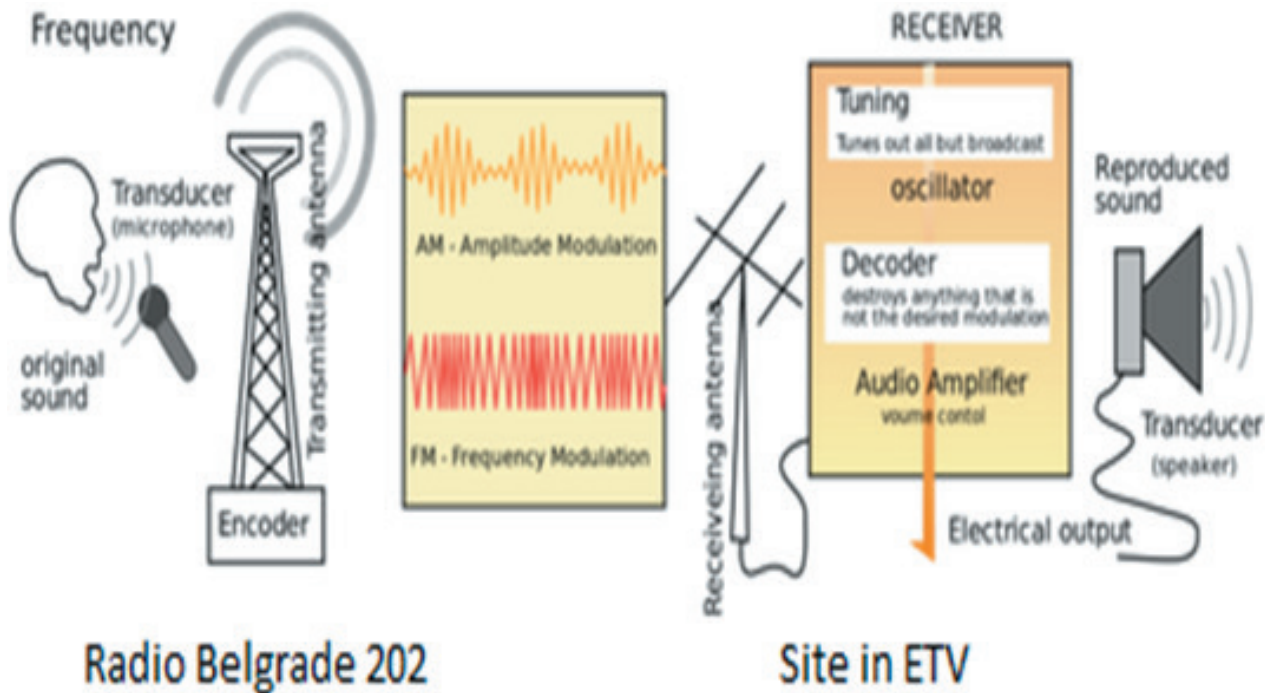 Frequency
Transducer
(microphone)
original
sound
Transmitting antenna
Encoder
AM - Amplitude Modulation
FM - Frequency Modulation
Receiveing antenna
RECEIVER
Tuning
Tunes out all but broadcast
oscillator
Decoder
destroys anything that is
not the desired modulation
Audio Amplifier
voume contol
Electrical output
Reproduced
sound
Transducer
(speaker)
Radio Belgrade 202
Site in ETV